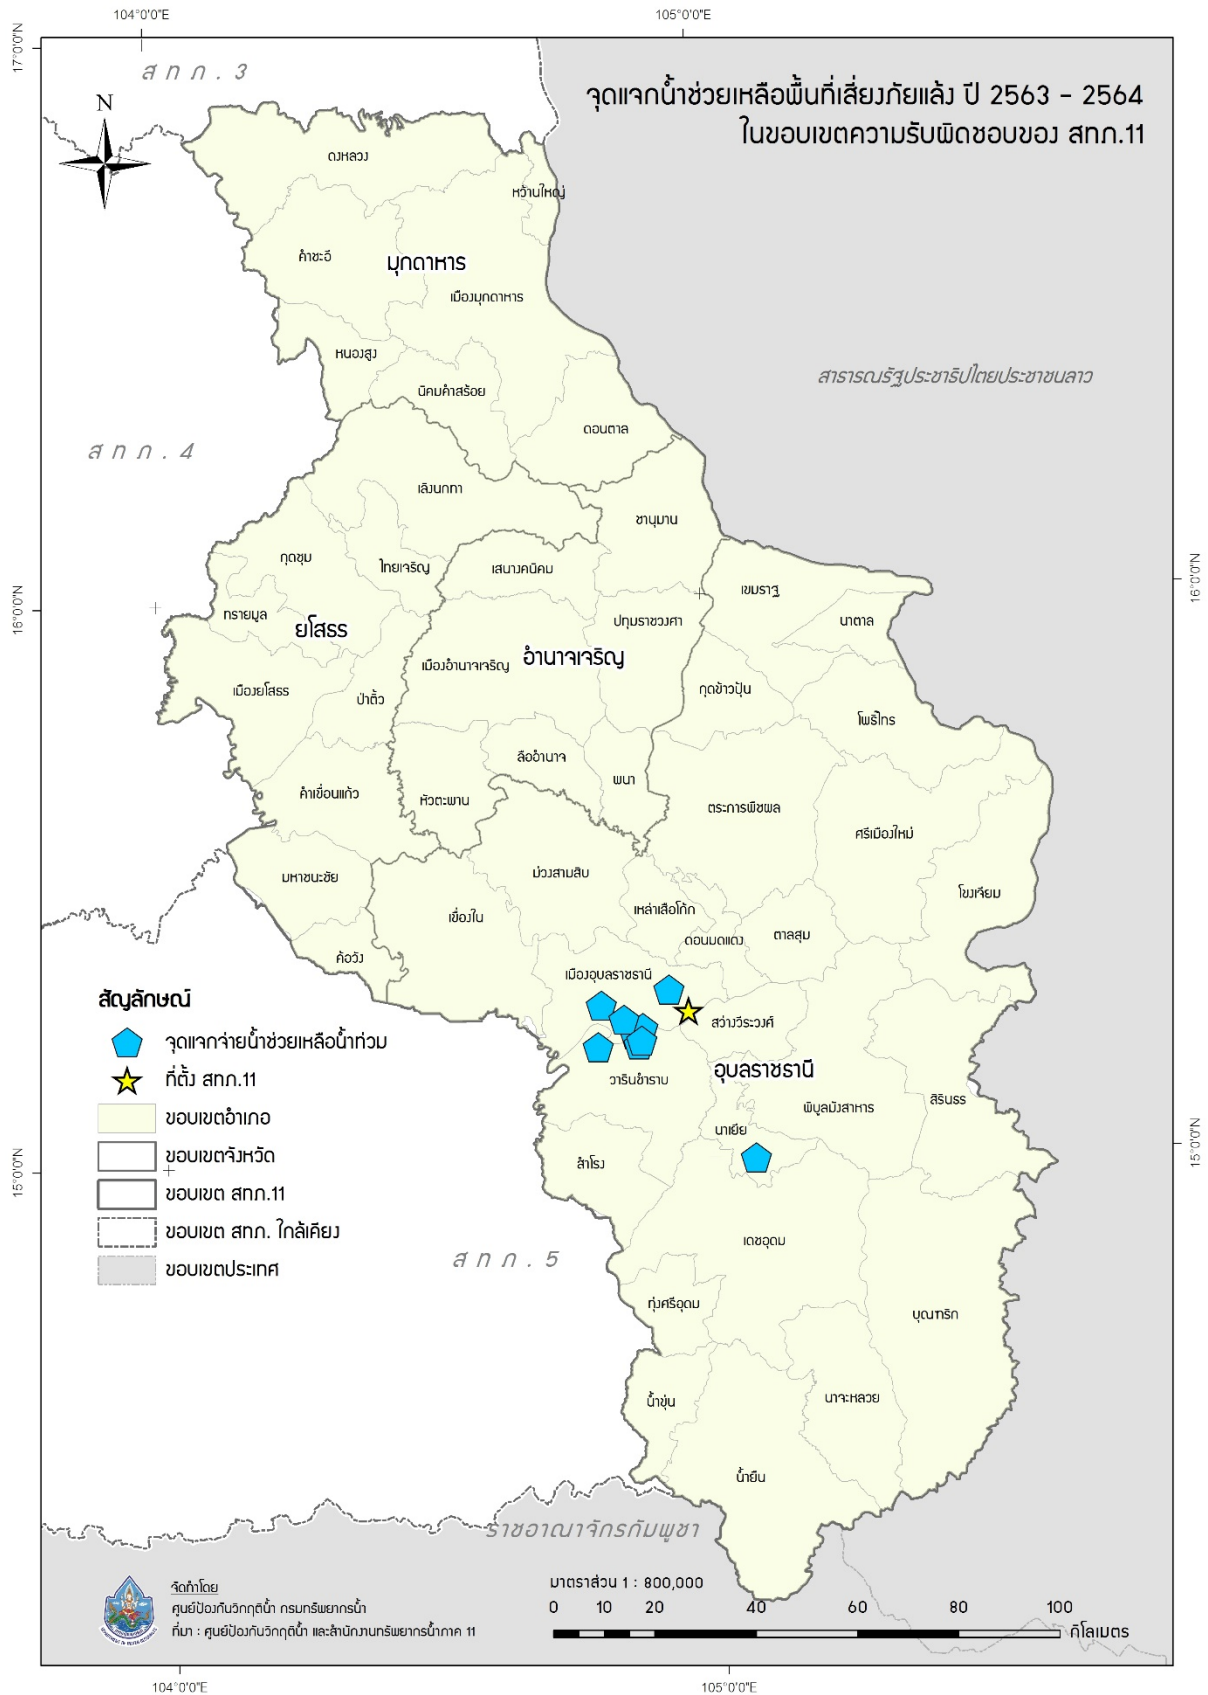 104°0'0"E 105°0'0"E
17°0'0"N
สทภ.3
จุดแจกน้ำช่วยเหลือพื้นที่เสี่ยงภัยแล้ง ปี 2563 - 2564
ในขอบเขตความรับผิดชอบของ สทภ.11
N
ดงหลวง
หว้านใหญ่
คำชะอี
มุกดาหาร
เมืองมุกดาหาร
หนองสูง
นิคมคำสร้อย
สาธารณรัฐประชาธิปไตยประชาชนลาว
ดอนตาล
สทภ.4
เลิงนกทา
ชานุมาน
กุดชุม
ไทยเจริญ
เสนางคนิคม
เขมราฐ
16°0'0"N
16°0'0"N
ทรายมูล
ยโสธร
ปทุมราชวงศา
นาตาล
เมืองอำนาจเจริญ
อำนาจเจริญ
เมืองยโสธร
ป่าติ้ว
กุดข้าวปุ้น
โพธิ์ไทร
ลืออำนาจ
พนา
คำเขื่อนแก้ว
หัวตะพาน
ตระการพืชผล
ศรีเมืองใหม่
มหาชนะชัย
ม่วงสามสิบ
โขงเจียม
เขื่องใน
เหล่าเสือโก้ก
ดอนมดแดง
ตาลสุม
ค้อวัง
เมืองอุบลราชธานี
สว่างวีระวงศ์
วารินชำราบ
อุบลราชธานี
พิบูลมังสาหาร
สิรินธร
นาเยีย
สำโรง
15°0'0"N
15°0'0"N
สัญลักษณ์
จุดแจกจ่ายน้ำช่วยเหลือน้ำท่วม
ที่ตั้ง สทภ.11
ขอบเขตอำเภอ
ขอบเขตจังหวัด
ขอบเขต สทภ.11
ขอบเขต สทภ. ใกล้เคียง
ขอบเขตประเทศ
เดชอุดม
สทภ.5
ทุ่งศรีอุดม
บุณฑริก
น้ำขุ่น
นาจะหลวย
น้ำยืน
ราชอาณาจักรกัมพูชา
จัดทำโดย
ศูนย์ป้องกันวิกฤติน้ำ กรมทรัพยากรน้ำ
ที่มา : ศูนย์ป้องกันวิกฤติน้ำ และสำนักงานทรัพยากรน้ำภาค 11
มาตราส่วน 1 : 800,000
0 10 20 40 60 80 100
กิโลเมตร
104°0'0"E 105°0'0"E